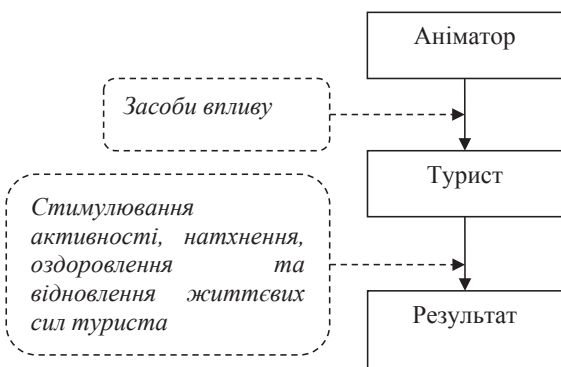 Аніматор
Засоби впливу
Турист
Стимулювання
активності, натхнення,
оздоровлення та
відновлення життєвих
сил туриста
Результат